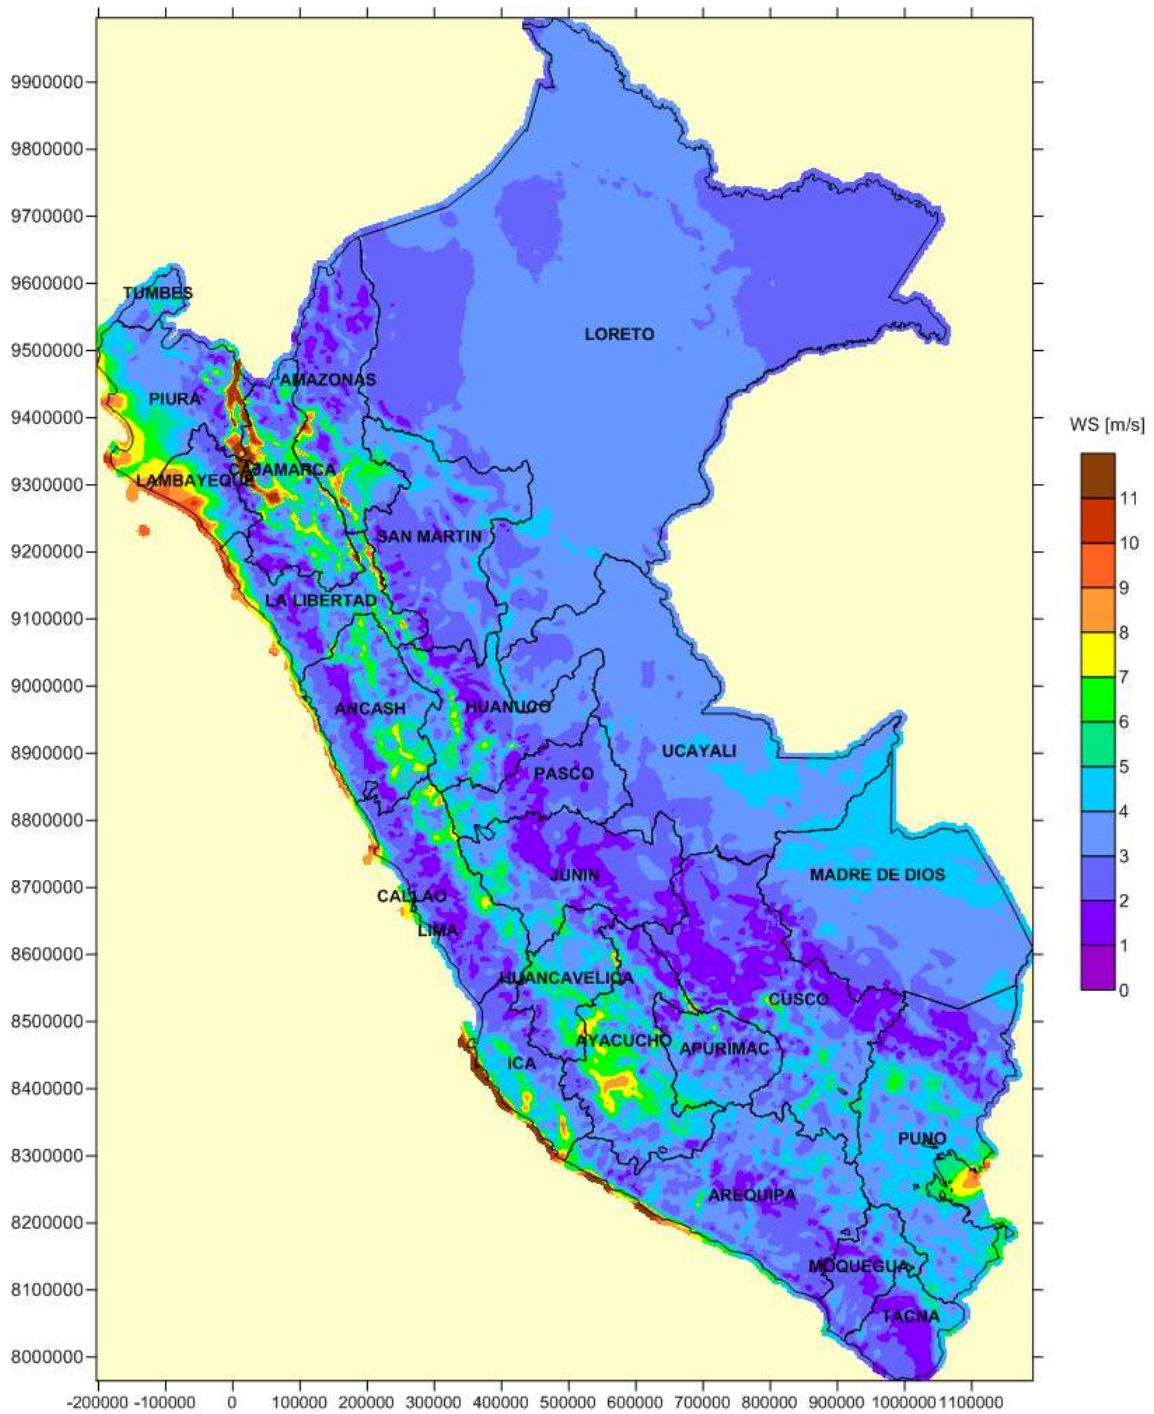 9900000
9800000
9700000
9600000
9500000
9400000
9300000
9200000
9100000
9000000
8900000
8800000
8700000
8600000
8500000
8400000
8300000
8200000
8100000
8000000
TUMBES
LORETO
AMAZONAS
PIURA
CAJAMARCA
LAMBAYEQUE
SAN MARTIN
LA LIBERTAD
ANCASH
HUANUCO
UCAYALI
PASCO
JUNIN
MADRE DE DIOS
CALLAO
LIMA
HUANCAVELICA
CUSCO
AYACUCHO
APURIMAC
ICA
PUNO
AREQUIPA
MOQUEGUA
TACNA
WS [m/s]
11
10
9
8
7
6
5
4
3
2
1
0
-200000 -100000 0 100000 200000 300000 400000 500000 600000 700000 800000 900000 1000000 1100000